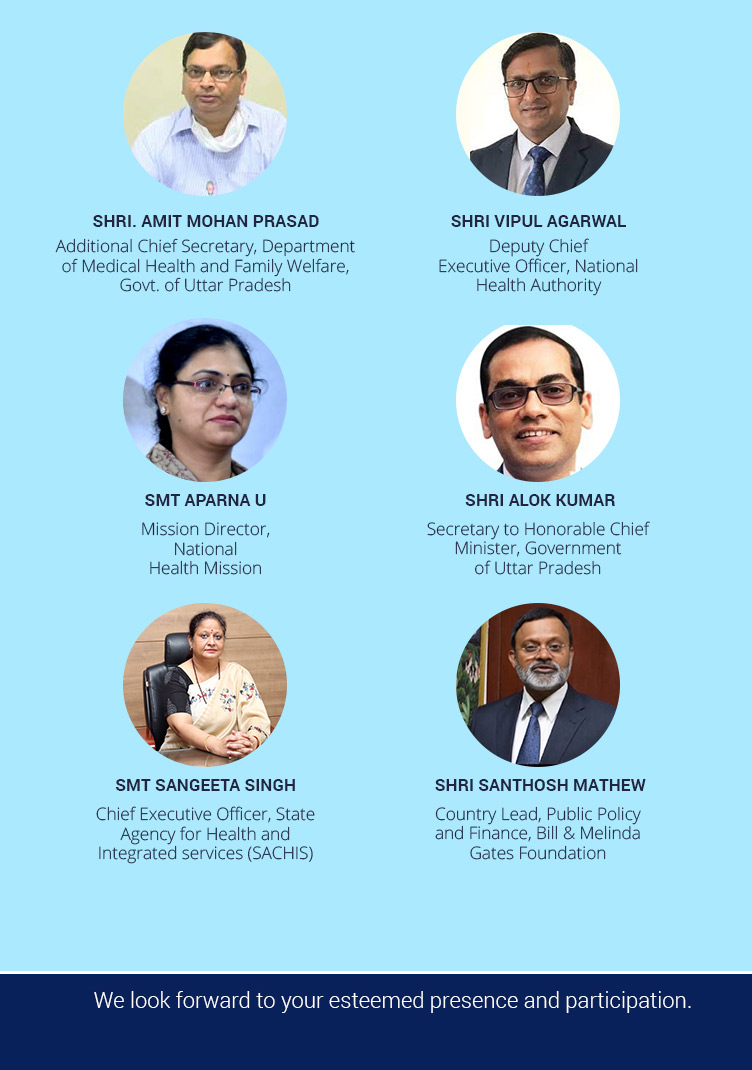 SHRI. AMIT MOHAN PRASAD
Additional Chief Secretary, Department
of Medical Health and Family Welfare,
Govt. of Uttar Pradesh
SHRI VIPUL AGARWAL
Deputy Chief
Executive Officer, National
Health Authority
SMT APARNA U
Mission Director,
National
Health Mission
SHRI ALOK KUMAR
Secretary to Honorable Chief
Minister, Government
of Uttar Pradesh
SMT SANGEETA SINGH
Chief Executive Officer, State
Agency for Health and
Integrated services (SACHIS)
SHRI SANTHOSH MATHEW
Country Lead, Public Policy
and Finance, Bill & Melinda
Gates Foundation
We look forward to your esteemed presence and participation.